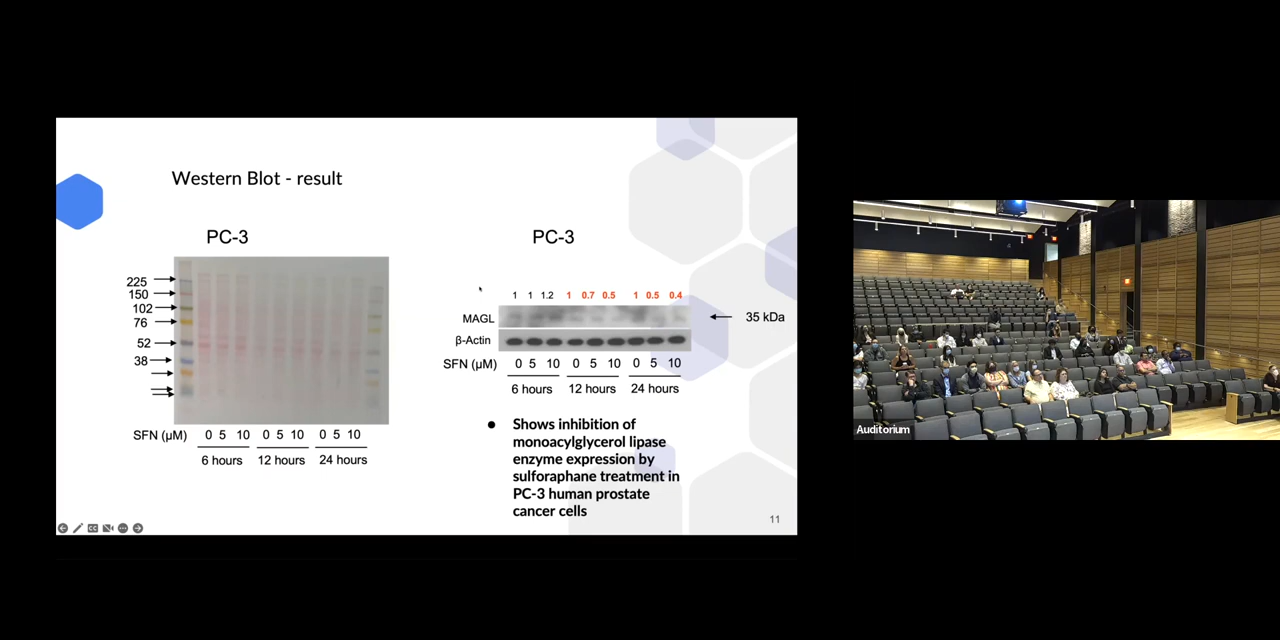 Western Blot - result
PC-3
225
150
102
76
52
38
SFN (µM) 0 5 10 0 5 10 0 5 10
6 hours 12 hours 24 hours
PC-3
1 1 1.2 1 0.7 0.5 1 0.5 0.4
MAGL 35 kDa
β-Actin
SFN (µM) 0 5 10 0 5 10 0 5 10
6 hours 12 hours 24 hours
● Shows inhibition of
monoacylglycerol lipase
enzyme expression by
sulforaphane treatment in
PC-3 human prostate
cancer cells
11
Auditorium